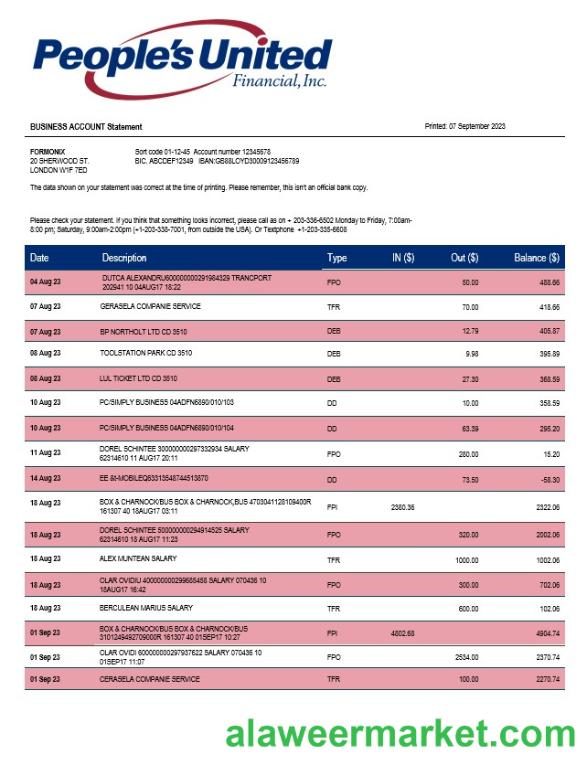 People's United
Financial, Inc.
BUSINESS ACCOUNT Statement Printed: 07 September 2023
FORMONIX Sort code 01-12-45 Account number 12345678
20 SHERWOOD ST. BIC. ABCDEF12349 IBAN:GB88LOYD30009123456789
LONDON W1F 7ED
The data shown on your statement was correct at the time of printing. Please remember, this isn't an official bank copy.
Please check your statement. If you think that something looks incorrect, please call as on + 203-338-6502 Monday to Friday, 7:00am-
8:00 pm; Saturday, 9:00am-2:00pm (+1-203-338-7001, from outside the USA). Or Textphone +1-203-338-6608
Date Description Type IN ($) Out ($) Balance ($)
04 Aug 23 DUTCA ALEXANDRU600000000291984329 TRANCPORT FPO 50.00 488.66
202941 10 04AUG17 18:22
07 Aug 23 GERASELA COMPANIE SERVICE TFR 70.00 418.66
07 Aug 23 BP NORTHOLT LTD CD 3510 DEB 12.79 405.87
08 Aug 23 TOOLSTATION PARK CD 3510 DEB 9.98 395.89
08 Aug 23 LUL TICKET LTD CD 3510 DEB 27.30 368.59
10 Aug 23 PC/SIMPLY BUSINESS 04ADFN6890/010/103 DD 10.00 358.59
10 Aug 23 PC/SIMPLY BUSINESS 04ADFN6890/010/104 DD 63.39 295.20
11 Aug 23 DOREL SCHINTEE 300000000297332934 SALARY FPO 280.00 15.20
62314610 11 AUG17 20:11
14 Aug 23 EE &t-MOBILEQ63313548744513870 DD 73.50 -58.30
18 Aug 23 BOX & CHARNOCK/BUS BOX & CHARNOCK,BUS 4703041128109400R FPI 2380.36 2322.06
161307 40 18AUG17 03:11
18 Aug 23 DOREL SCHINTEE 500000000294914525 SALARY FPO 320.00 2002.06
62314610 18 AUG17 11:23
18 Aug 23 ALEX MUNTEAN SALARY TFR 1000.00 1002.06
18 Aug 23 CLAR OVIDIU 400000000299685458 SALARY 070436 10 FPO 300.00 702.06
18AUG17 16:42
18 Aug 23 BERCULEAN MARIUS SALARY TFR 600.00 102.06
01 Sep 23 BOX & CHARNOCK/BUS BOX & CHARNOCK/BUS FPI 4802.68 4904.74
3101249492709000R 161307 40 01SEP17 10:27
01 Sep 23 CLAR OVIDI 600000000297937622 SALARY 070436 10 FPO 2534.00 2370.74
01SEP17 11:07
01 Sep 23 CERASELA COMPANIE SERVICE TFR 100.00 2270.74
alaweermarket.com